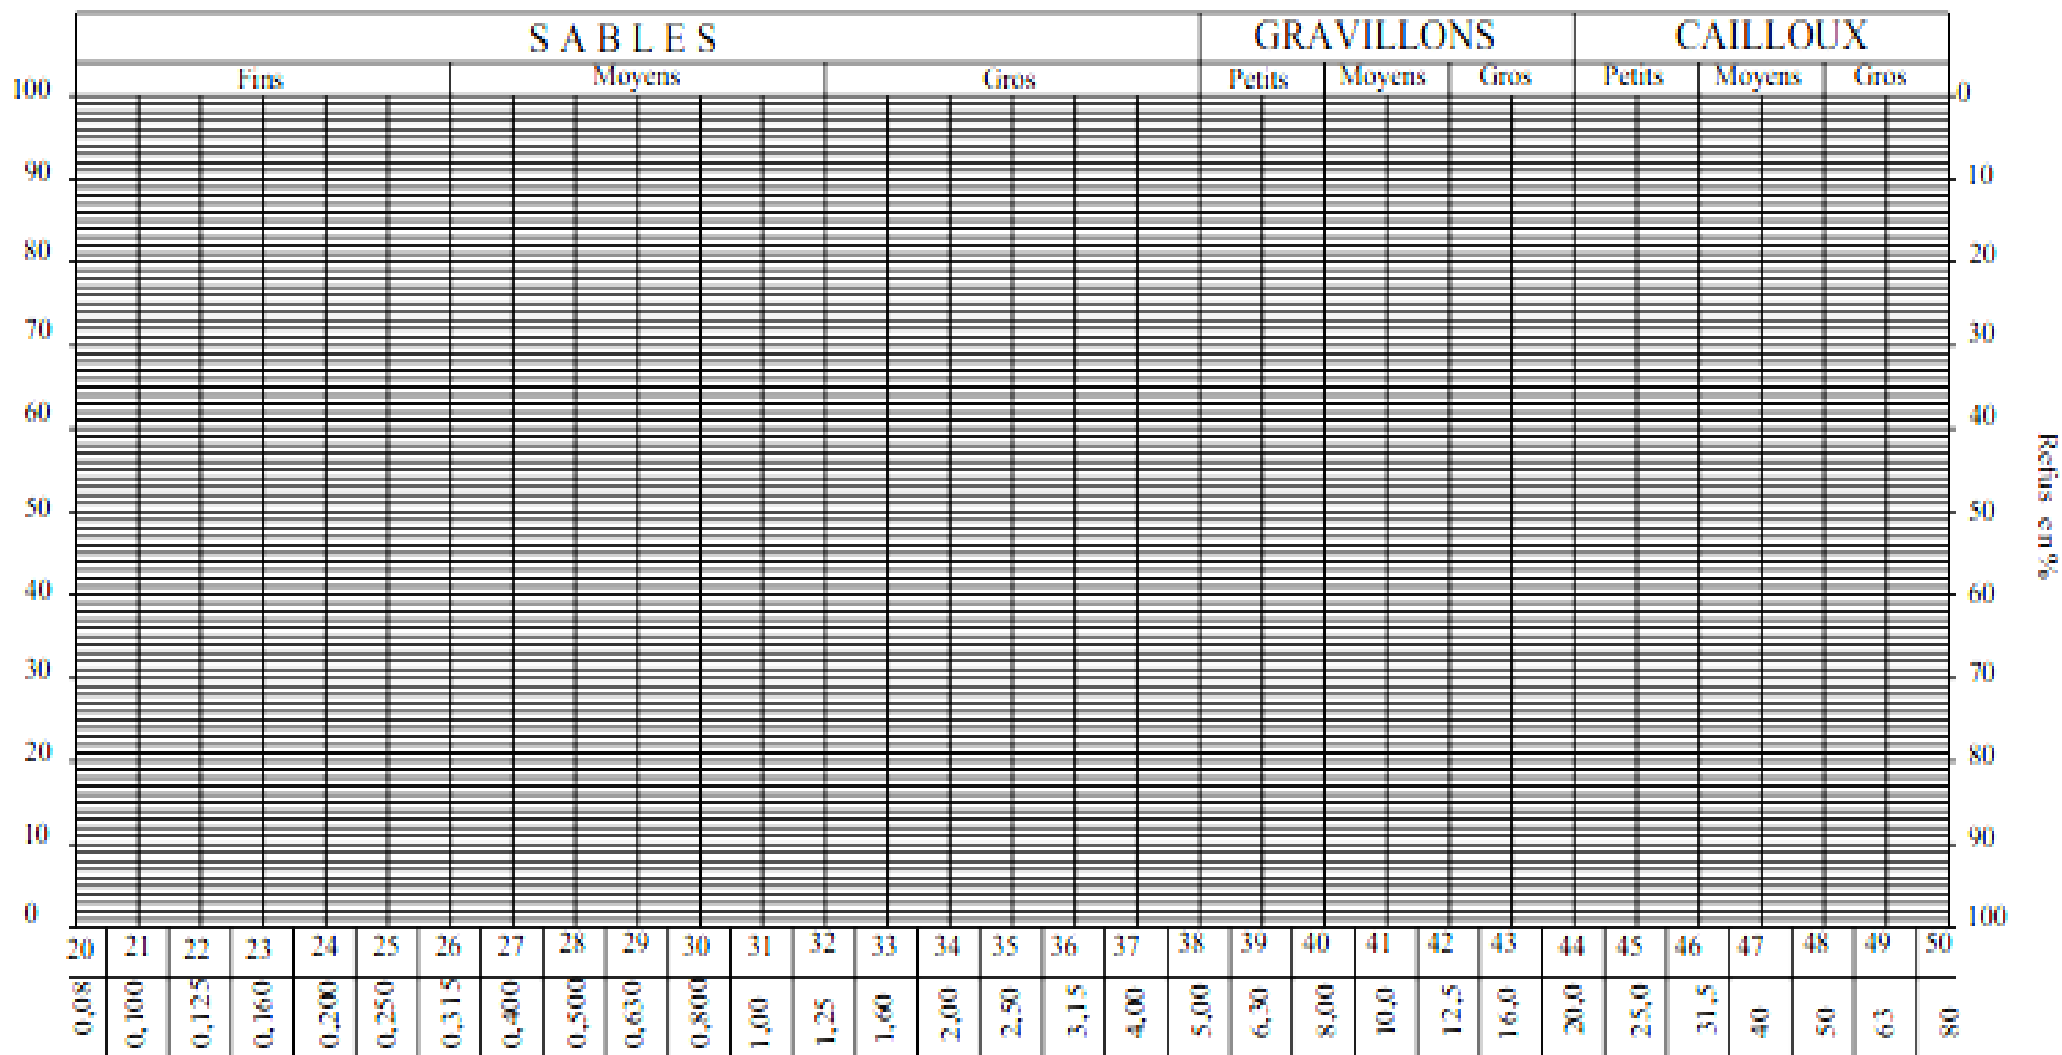 SABLES GRAVILLONS CAILLOUX
Fins Moyens Gros Petits Moyens Gros Petits Moyens Gros
100 0
90 10
80 20
70 30
60 40
50 50
40 60
30 70
20 80
10 90
0 100
Refus en %
20 21 22 23 24 25 26 27 28 29 30 31 32 33 34 35 36 37 38 39 40 41 42 43 44 45 46 47 48 49 50
0,08 0,100 0,125 0,160 0,200 0,250 0,315 0,400 0,500 0,630 0,800 1,00 1,25 1,60 2,00 2,50 3,15 4,00 5,00 6,30 8,00 10,0 12,5 16,0 20,0 25,0 31,5 40 50 63 80